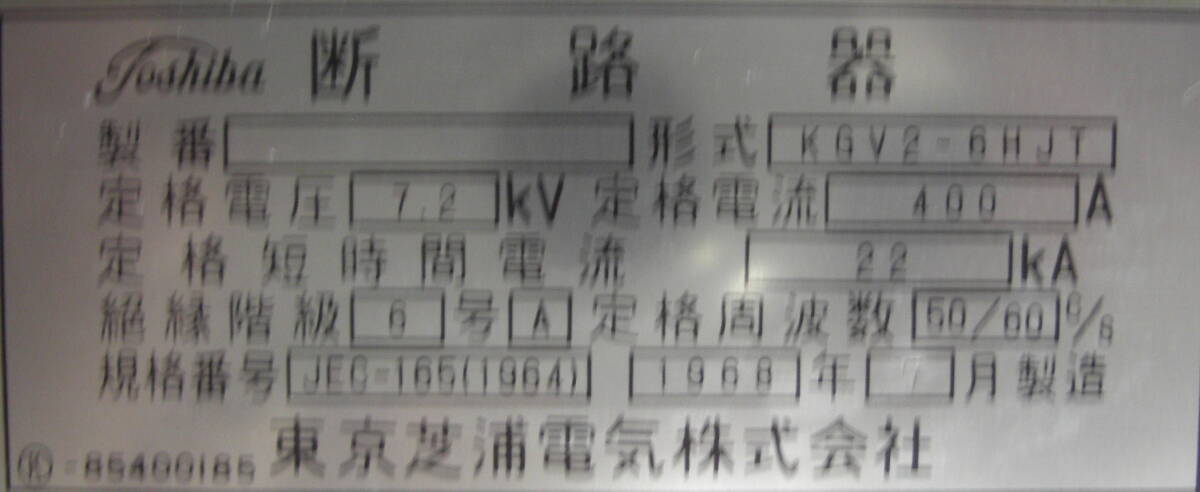 Toshiba 断路器
製番 形式 KGV2-6HJT
定格電圧 7.2 kV 定格電流 400 A
定格短時間電流 22 kA
絶縁階級 6 号 A 定格周波数 50/60 c/s
規格番号 JEC-165(1964) 1968 年 7 月製造
Ⓚ-85400185 東京芝浦電気株式会社